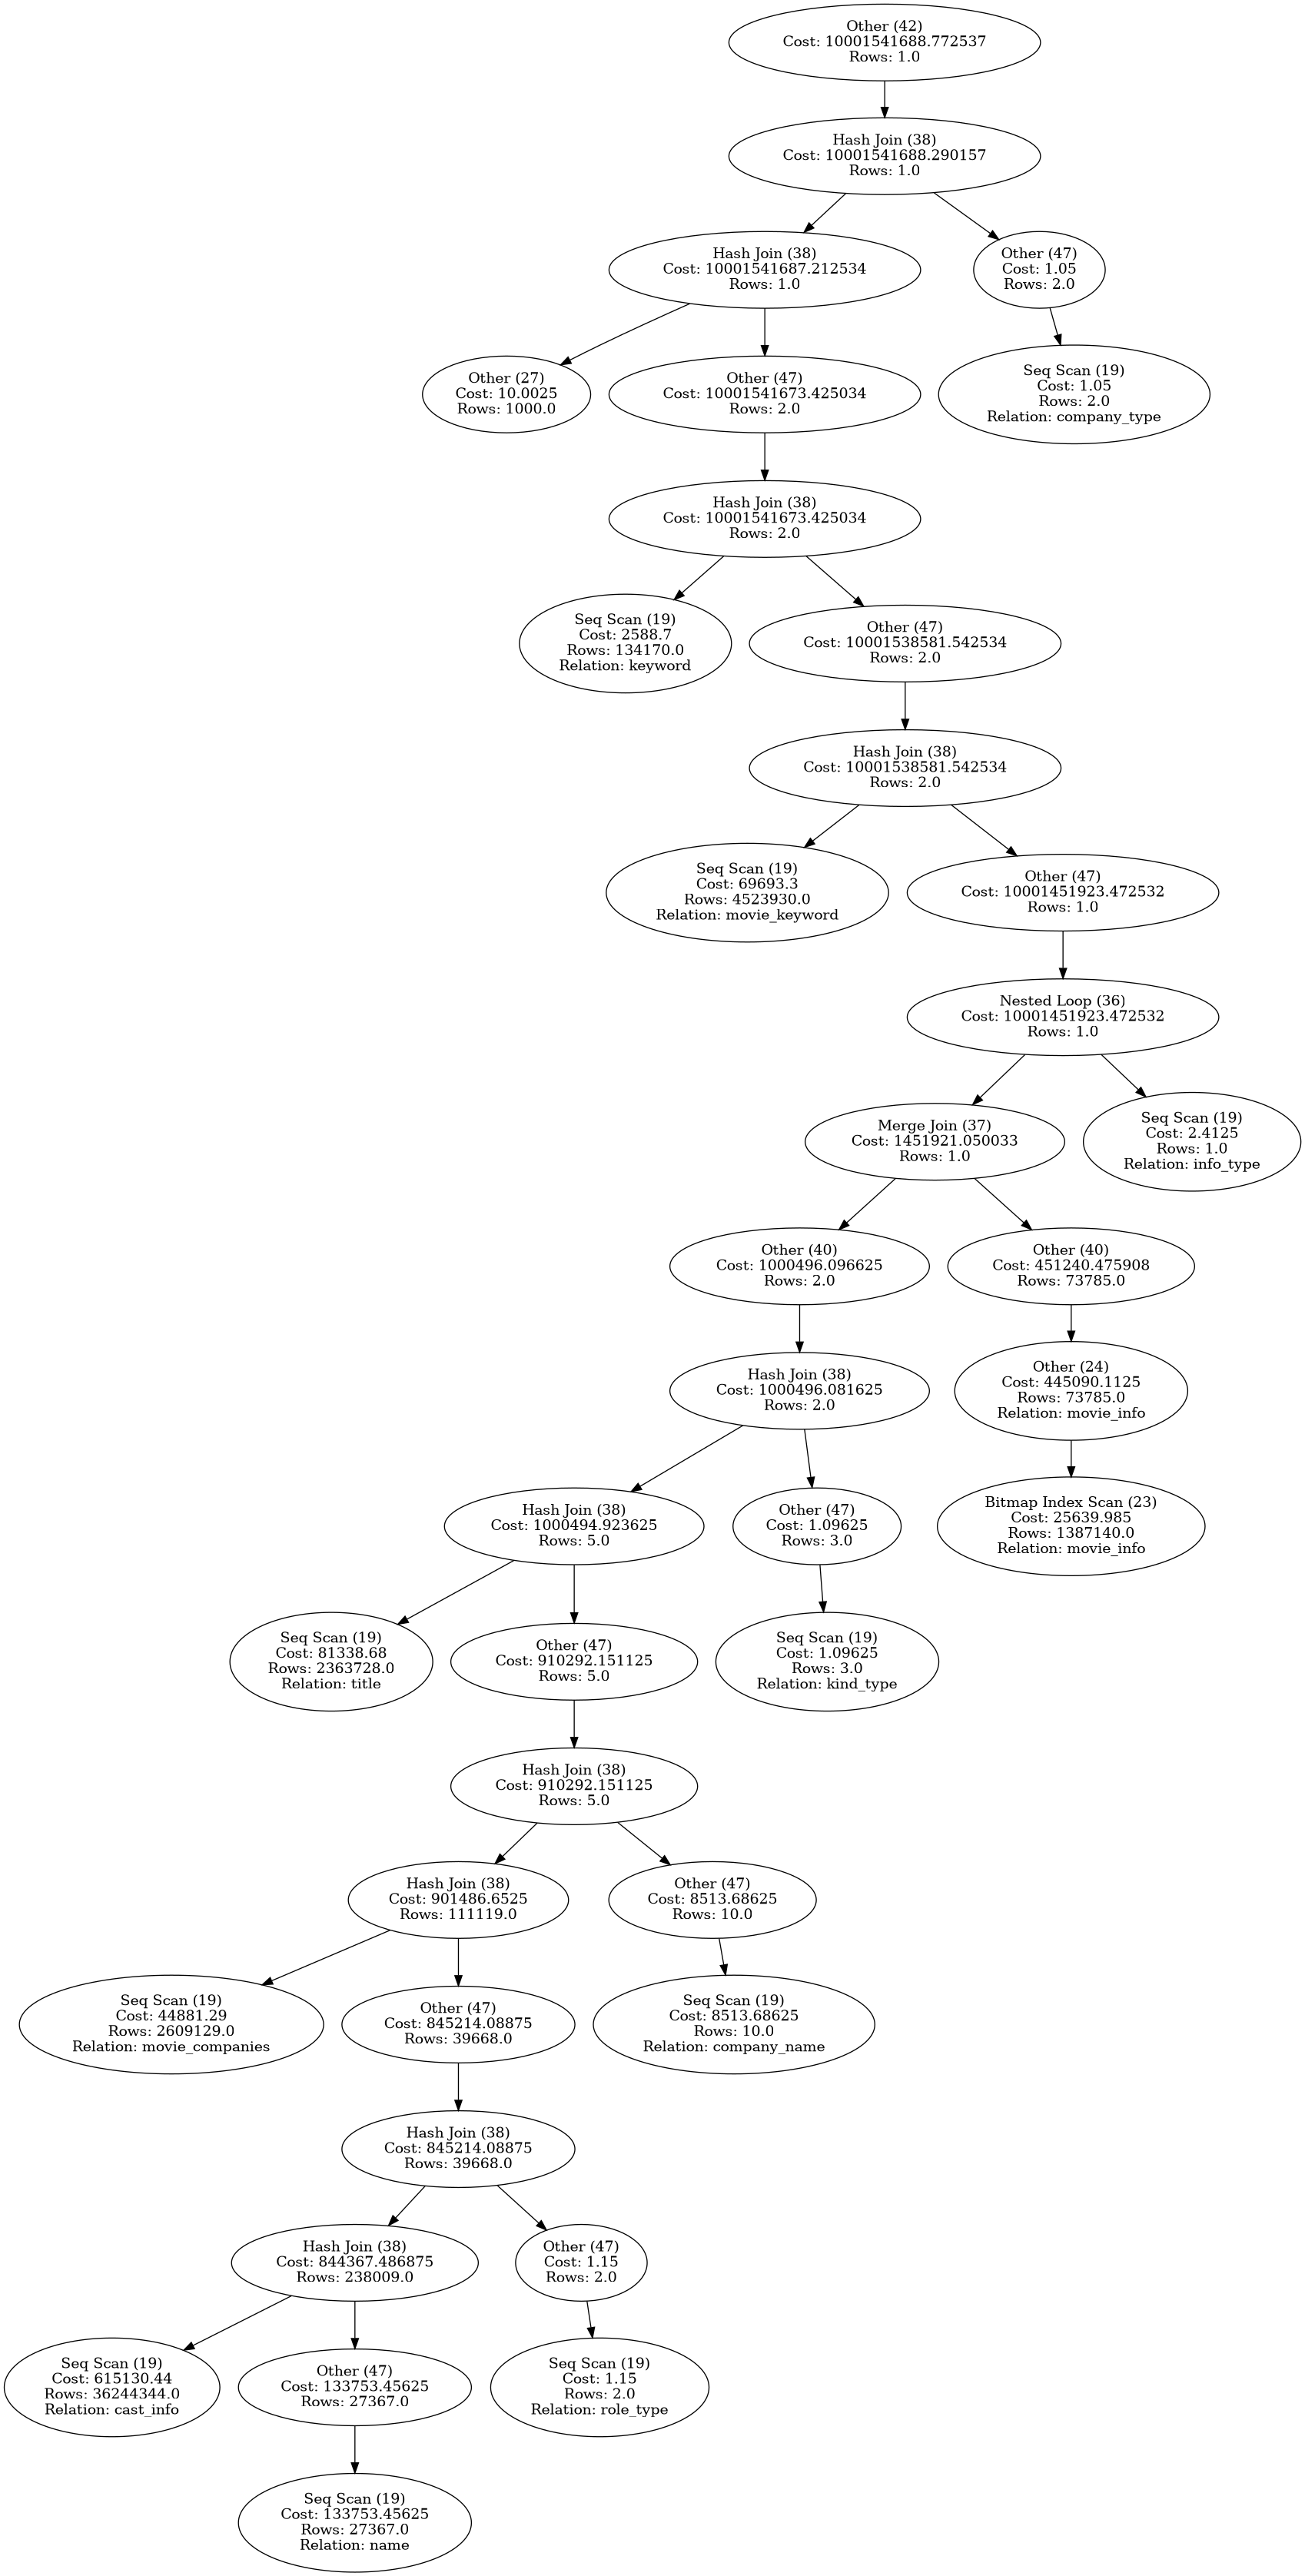 Other (42)
Cost: 10001541688.772537
Rows: 1.0
Hash Join (38)
Cost: 10001541688.290157
Rows: 1.0
Hash Join (38)
Cost: 10001541687.212534
Rows: 1.0
Other (47)
Cost: 1.05
Rows: 2.0
Other (27)
Cost: 10.0025
Rows: 1000.0
Other (47)
Cost: 10001541673.425034
Rows: 2.0
Seq Scan (19)
Cost: 1.05
Rows: 2.0
Relation: company_type
Hash Join (38)
Cost: 10001541673.425034
Rows: 2.0
Seq Scan (19)
Cost: 2588.7
Rows: 134170.0
Relation: keyword
Other (47)
Cost: 10001538581.542534
Rows: 2.0
Hash Join (38)
Cost: 10001538581.542534
Rows: 2.0
Seq Scan (19)
Cost: 69693.3
Rows: 4523930.0
Relation: movie_keyword
Other (47)
Cost: 10001451923.472532
Rows: 1.0
Nested Loop (36)
Cost: 10001451923.472532
Rows: 1.0
Merge Join (37)
Cost: 1451921.050033
Rows: 1.0
Seq Scan (19)
Cost: 2.4125
Rows: 1.0
Relation: info_type
Other (40)
Cost: 1000496.096625
Rows: 2.0
Other (40)
Cost: 451240.475908
Rows: 73785.0
Hash Join (38)
Cost: 1000496.081625
Rows: 2.0
Other (24)
Cost: 445090.1125
Rows: 73785.0
Relation: movie_info
Hash Join (38)
Cost: 1000494.923625
Rows: 5.0
Other (47)
Cost: 1.09625
Rows: 3.0
Bitmap Index Scan (23)
Cost: 25639.985
Rows: 1387140.0
Relation: movie_info
Seq Scan (19)
Cost: 81338.68
Rows: 2363728.0
Relation: title
Other (47)
Cost: 910292.151125
Rows: 5.0
Seq Scan (19)
Cost: 1.09625
Rows: 3.0
Relation: kind_type
Hash Join (38)
Cost: 910292.151125
Rows: 5.0
Hash Join (38)
Cost: 901486.6525
Rows: 111119.0
Other (47)
Cost: 8513.68625
Rows: 10.0
Seq Scan (19)
Cost: 44881.29
Rows: 2609129.0
Relation: movie_companies
Other (47)
Cost: 845214.08875
Rows: 39668.0
Seq Scan (19)
Cost: 8513.68625
Rows: 10.0
Relation: company_name
Hash Join (38)
Cost: 845214.08875
Rows: 39668.0
Hash Join (38)
Cost: 844367.486875
Rows: 238009.0
Other (47)
Cost: 1.15
Rows: 2.0
Seq Scan (19)
Cost: 615130.44
Rows: 36244344.0
Relation: cast_info
Other (47)
Cost: 133753.45625
Rows: 27367.0
Seq Scan (19)
Cost: 1.15
Rows: 2.0
Relation: role_type
Seq Scan (19)
Cost: 133753.45625
Rows: 27367.0
Relation: name